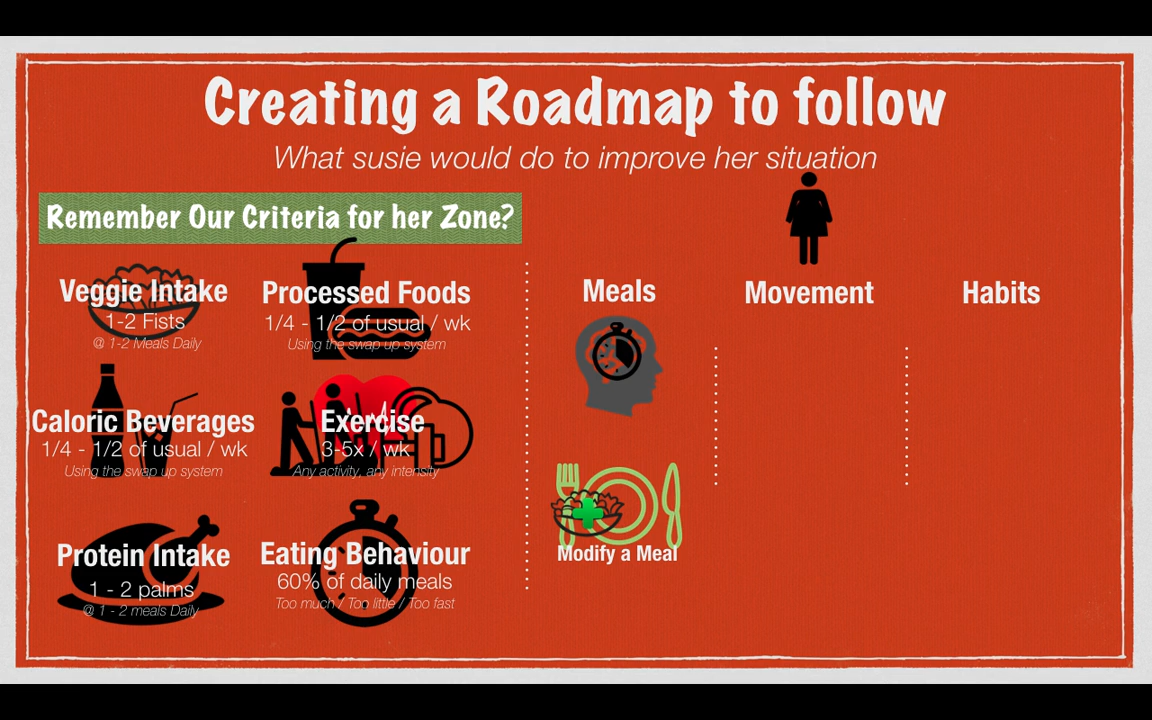 Creating a Roadmap to follow
What susie would do to improve her situation
Remember Our Criteria for her Zone?
Veggie Intake
1-2 Fists
@ 1-2 Meals Daily
Processed Foods
1/4 - 1/2 of usual / wk
Using the swap up system
Caloric Beverages
1/4 - 1/2 of usual / wk
Using the swap up system
Exercise
3-5x / wk
Any activity, any intensity
Protein Intake
1 - 2 palms
@ 1 - 2 meals Daily
Eating Behaviour
60% of daily meals
Too much / Too little / Too fast
Meals
Movement
Habits
Modify a Meal